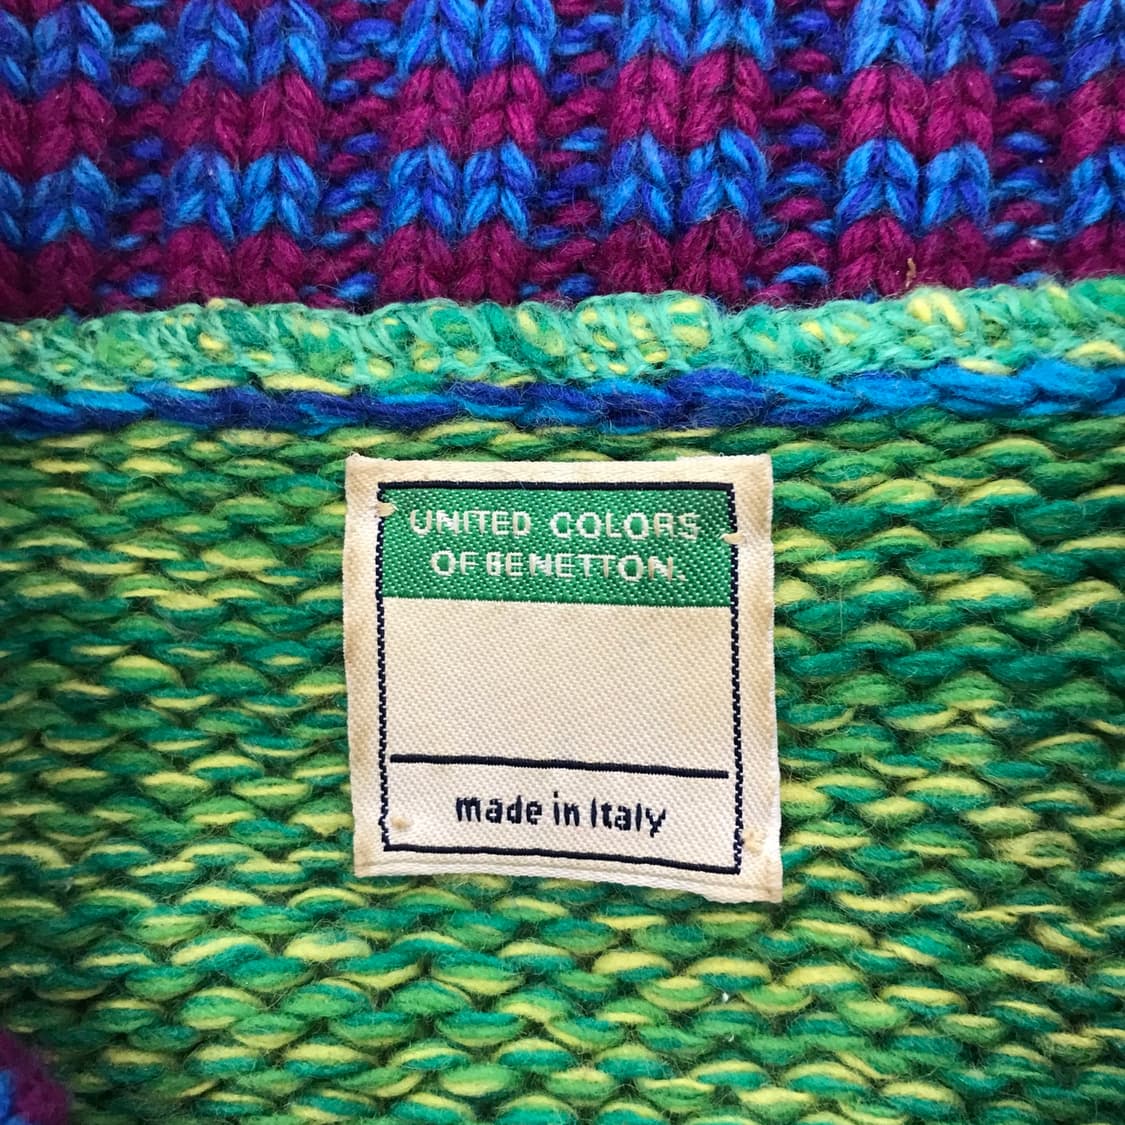 UNITED COLORS
OF BENETTON.
made in Italy